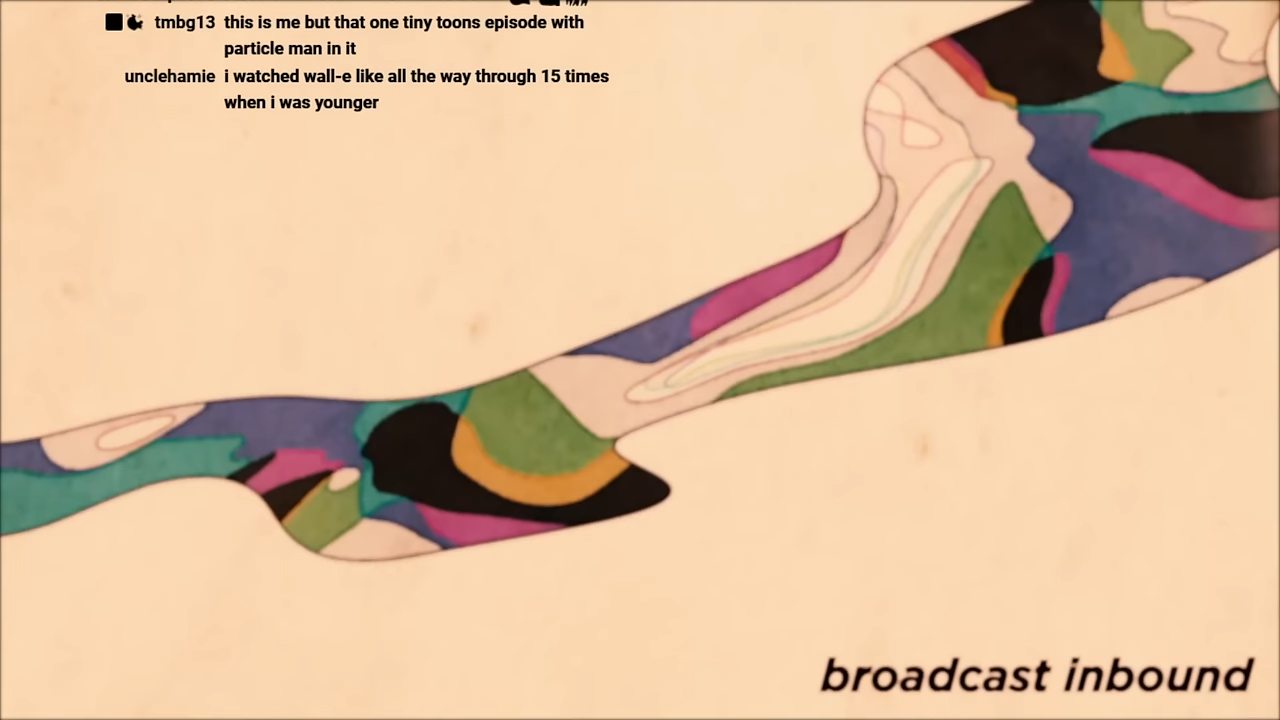 tmbg13 this is me but that one tiny toons episode with
particle man in it
unclehamie i watched wall-e like all the way through 15 times
when i was younger
broadcast inbound